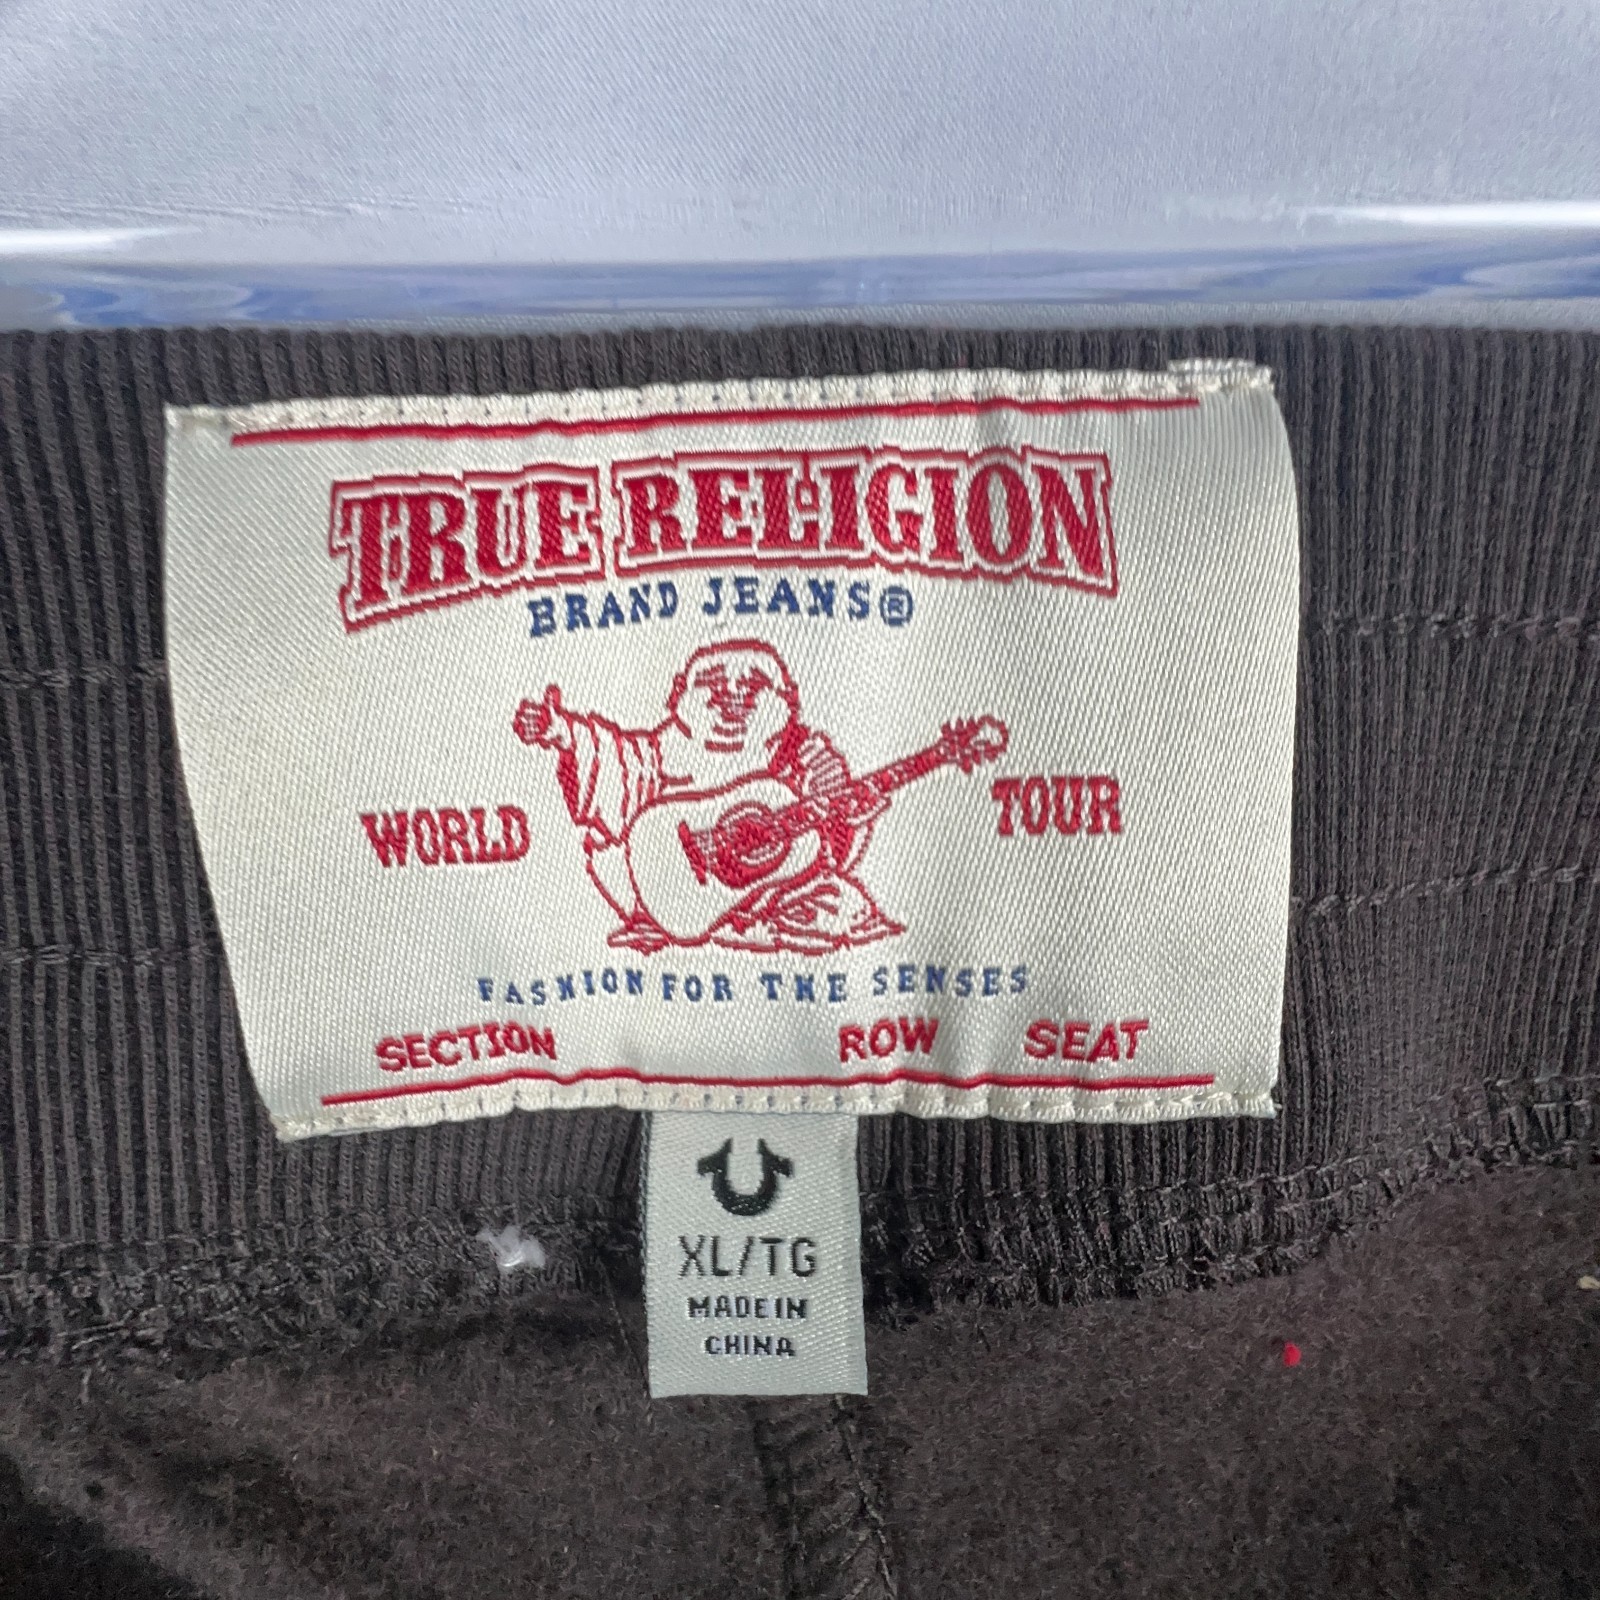 TRUE RELIGION
BRAND JEANS®
WORLD TOUR
FASHION FOR THE SENSES
SECTION ROW SEAT
XL/TG
MADE IN
CHINA